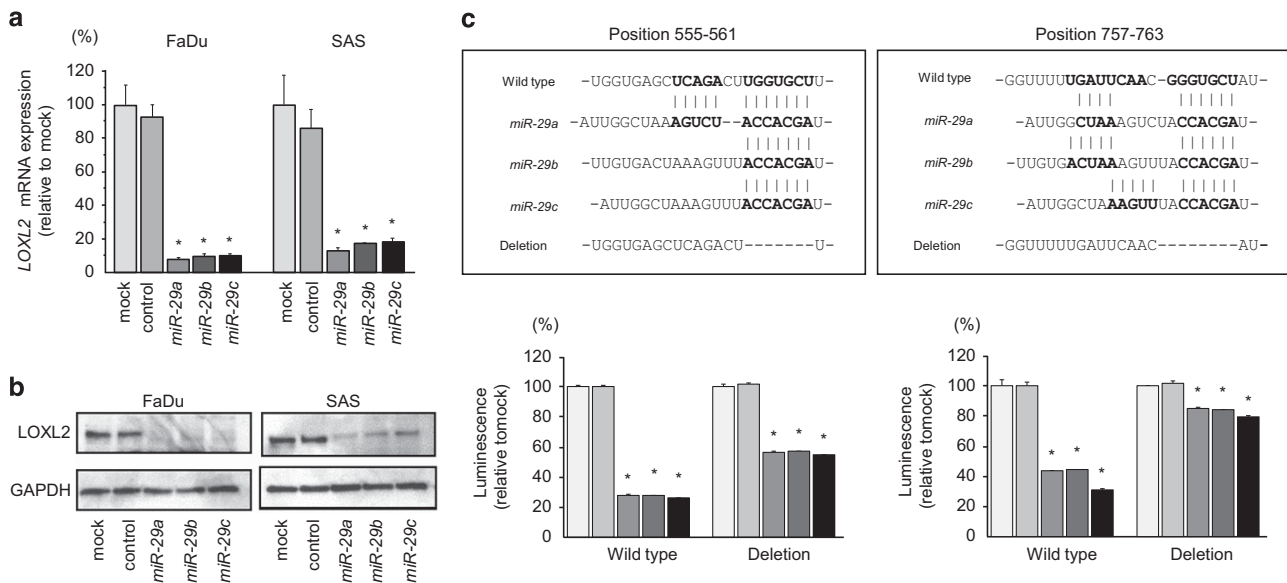 a
(%)
FaDu
SAS
LOXL2 mRNA expression
(relative to mock)
120
100
80
60
40
20
0
* * *
* * *
mock
control
miR-29a
miR-29b
miR-29c
mock
control
miR-29a
miR-29b
miR-29c
b
FaDu
SAS
LOXL2
GAPDH
mock
control
miR-29a
miR-29b
miR-29c
mock
control
miR-29a
miR-29b
miR-29c
c
Position 555-561
Wild type –UGGUGAGCUCAGACUUGGUGCUU–
miR-29a –AUUGGCUAAAGUCU––ACCACGAU–
miR-29b –UUGUGACUAAAGUUUACCACGAU–
miR-29c –AUUGGCUAAAGUUUACCACGAU–
Deletion –UGGUGAGCUCAGACU–––––––U–
Position 757-763
Wild type –GGUUUUUGAUUCAAC–GGGUGCUAU–
miR-29a –AUUGGCUAAAGUCUACCACGAU–
miR-29b –UUGUGACUAAAGUUUACCACGAU–
miR-29c –AUUGGCUAAAGUUUACCACGAU–
Deletion –GGUUUUUGAUUCAAC––––––––AU–
(%)
Luminescence
(relative tomock)
120
100
80
60
40
20
0
* * *
* * *
Wild type
Deletion
(%)
Luminescence
(relative tomock)
120
100
80
60
40
20
0
* * *
* * *
Wild type
Deletion